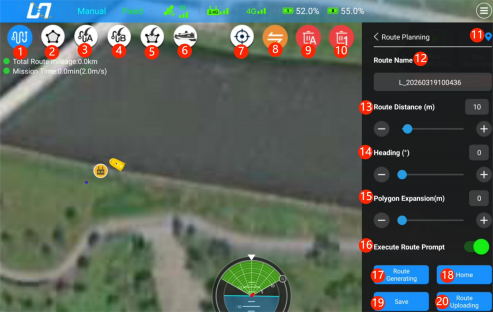 Manual
4G
52.0%
55.0%
1
2
3
4
5
6
7
8
9
10
A
B
A
1
Total Route mileage:0.0km
Mission Time:0.0min(2.0m/s)
Route Planning
11
Route Name
12
L_20260319100436
13
Route Distance (m)
10
14
Heading (°)
0
15
Polygon Expansion(m)
0
16
Execute Route Prompt
17
Route
Generating
18
Home
19
Save
20
Route
Uploading